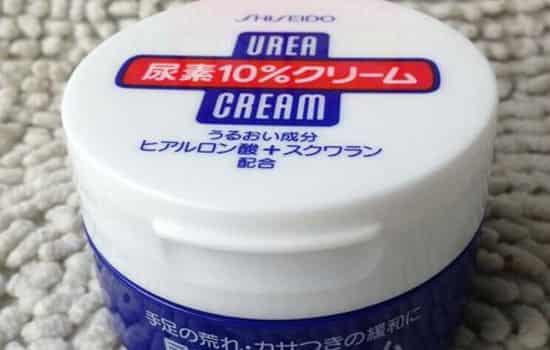 SHISEIDO
UREA
尿素10%クリーム
CREAM
うるおい成分
ヒアルロン酸+スクワラン
配合
手足の荒れ・カサつきの緩和に